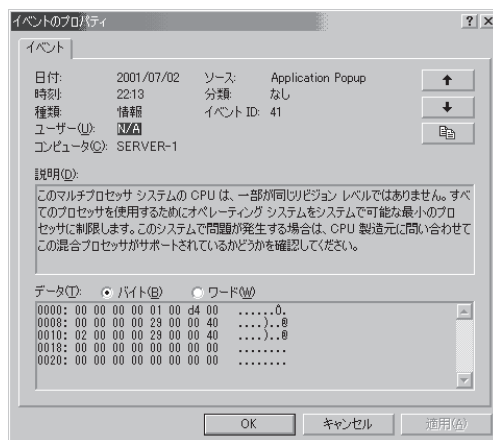 イベントのプロパティ
イベント
日付: 2001/07/02 ソース: Application Popup
時刻: 22:13 分類: なし
種類: 情報 イベント ID: 41
ユーザー(U): N/A
コンピュータ(C): SERVER-1
説明(D):
このマルチプロセッサ システムの CPU は、一部が同じリビジョン レベルではありません。すべ
てのプロセッサを使用するためにオペレーティング システムをシステムで可能な最小のプロ
セッサに制限します。このシステムで問題が発生する場合は、CPU 製造元に問い合わせて
この混合プロセッサがサポートされているかどうかを確認してください。
データ(T): バイト(B) ワード(W)
0000: 00 00 00 00 01 00 d4 00 ......Ô.
0008: 00 00 00 00 29 00 00 40 ....)..@
0010: 02 00 00 00 29 00 00 40 ....)..@
0018: 00 00 00 00 00 00 00 00 ........
0020: 00 00 00 00 00 00 00 00 ........
OK キャンセル 適用(A)